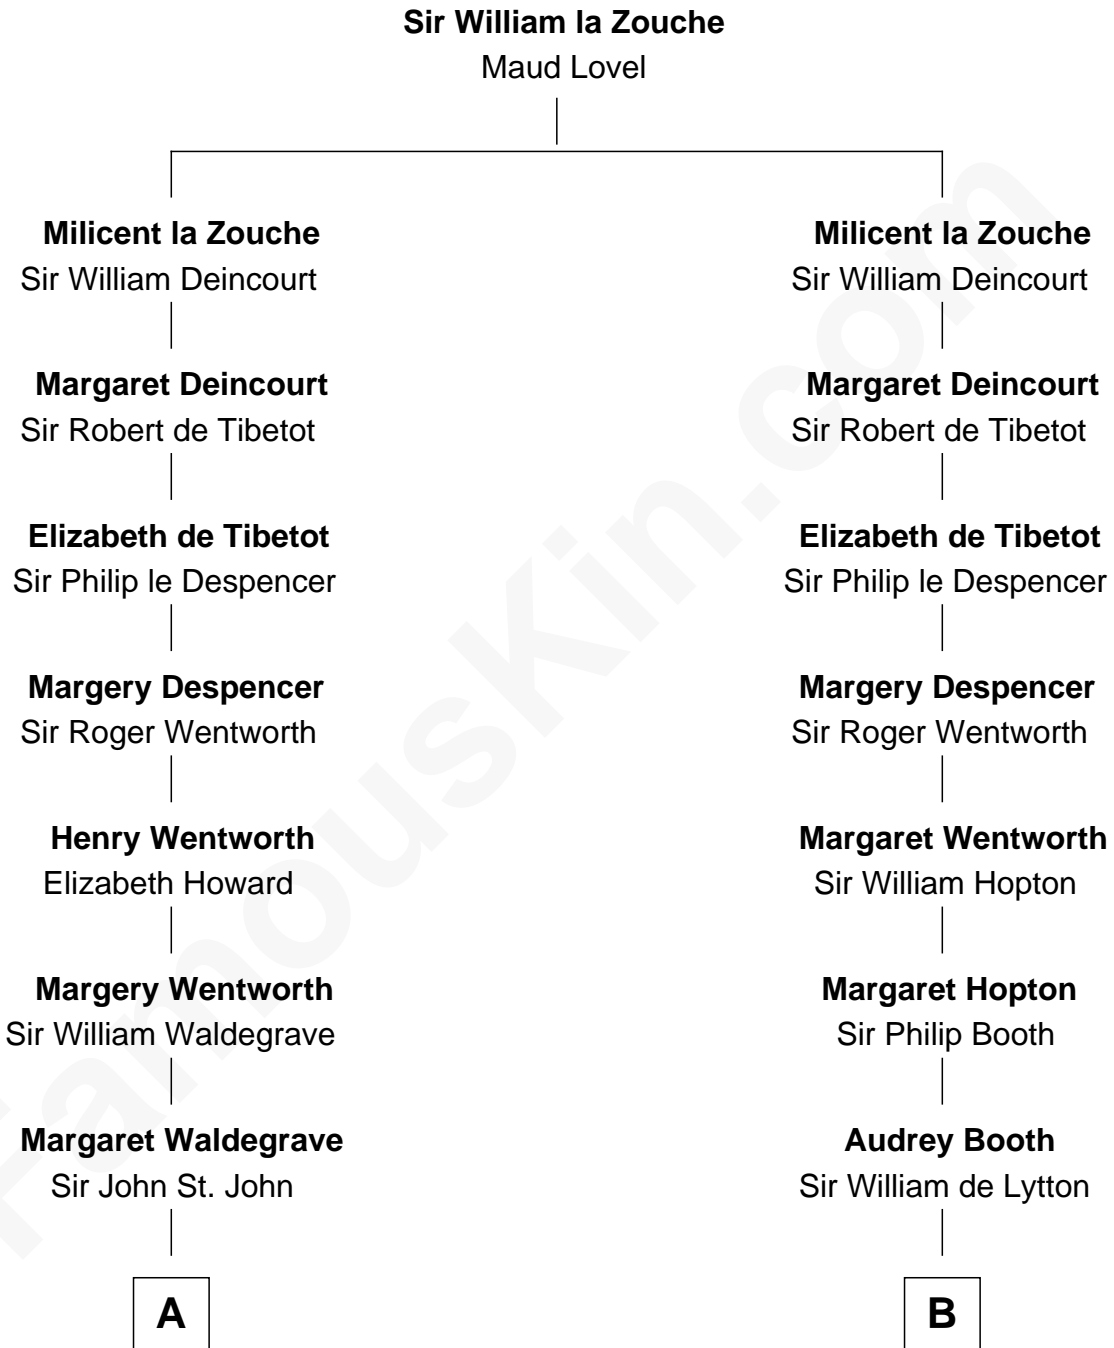 Sir William la Zouche
Maud Lovel
Milicent la Zouche
Sir William Deincourt
Margaret Deincourt
Sir Robert de Tibetot
Elizabeth de Tibetot
Sir Philip le Despencer
Margery Despencer
Sir Roger Wentworth
Henry Wentworth
Elizabeth Howard
Margery Wentworth
Sir William Waldegrave
Margaret Waldegrave
Sir John St. John
A
Milicent la Zouche
Sir William Deincourt
Margaret Deincourt
Sir Robert de Tibetot
Elizabeth de Tibetot
Sir Philip le Despencer
Margery Despencer
Sir Roger Wentworth
Margaret Wentworth
Sir William Hopton
Margaret Hopton
Sir Philip Booth
Audrey Booth
Sir William de Lytton
B
FamousKin.com